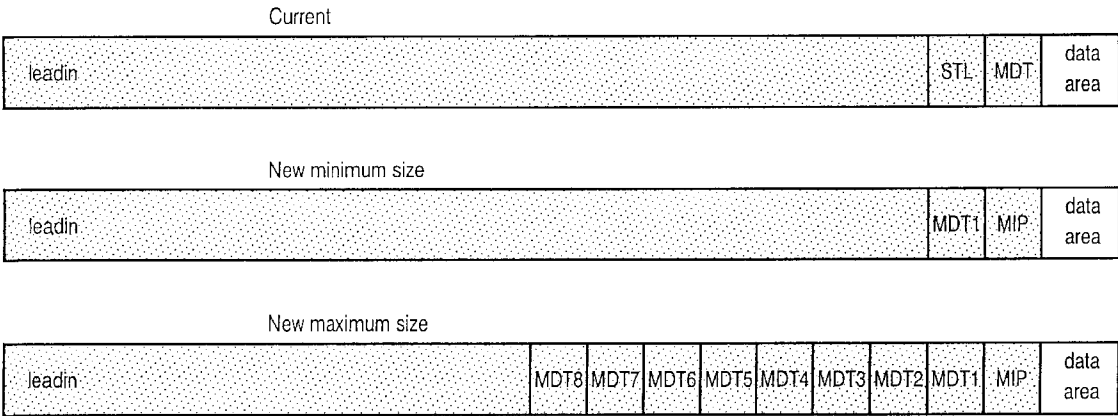 Current
leadin STL MDT data area
New minimum size
leadin MDT1 MIP data area
New maximum size
leadin MDT8 MDT7 MDT6 MDT5 MDT4 MDT3 MDT2 MDT1 MIP data area